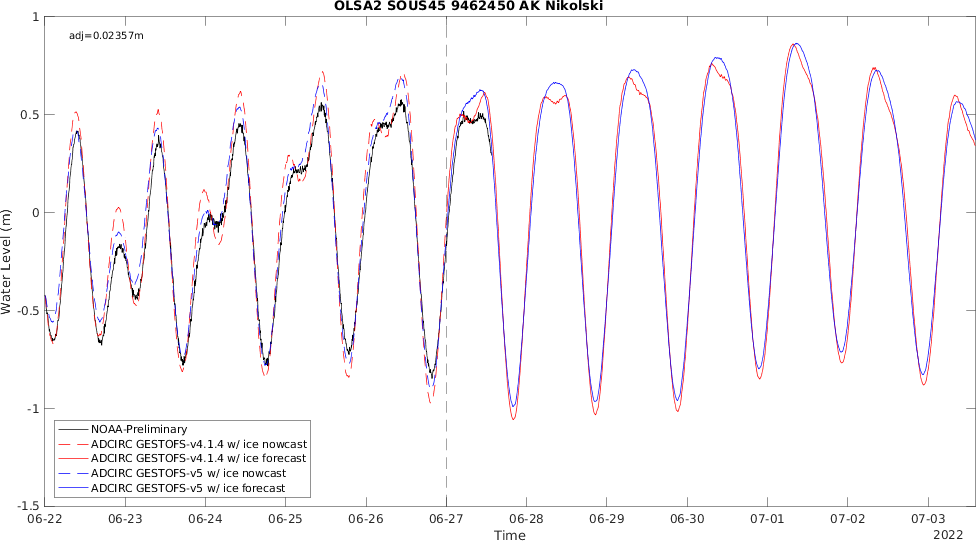 OLSA2 SOUS45 9462450 AK Nikolski
adj=0.02357m
1
0.5
0
-0.5
-1
-1.5
Water Level (m)
NOAA-Preliminary
ADCIRC GESTOFS-v4.1.4 w/ ice nowcast
ADCIRC GESTOFS-v4.1.4 w/ ice forecast
ADCIRC GESTOFS-v5 w/ ice nowcast
ADCIRC GESTOFS-v5 w/ ice forecast
06-22 06-23 06-24 06-25 06-26 06-27 06-28 06-29 06-30 07-01 07-02 07-03
Time
2022